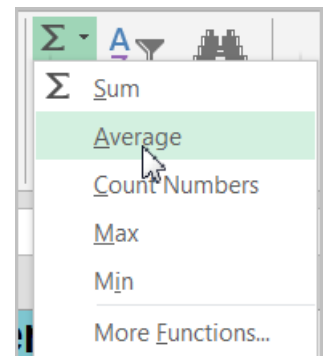 Σ
Σ Sum
Average
Count Numbers
Max
Min
More Functions...